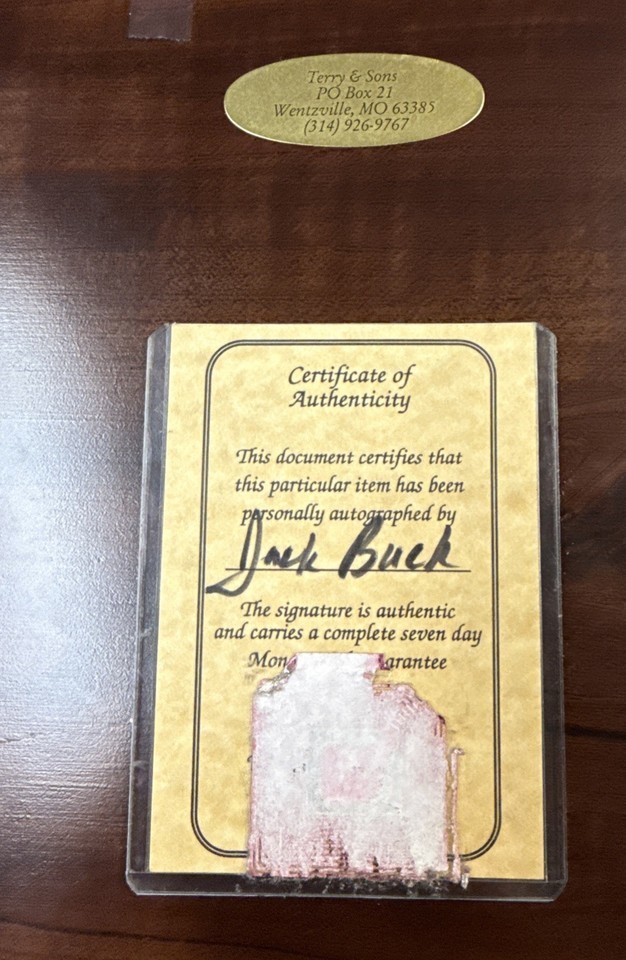 Terry & Sons
PO Box 21
Wentzville, MO 63385
(314) 926-9767
Certificate of
Authenticity
This document certifies that
this particular item has been
personally autographed by
Jack Buck
The signature is authentic
and carries a complete seven day